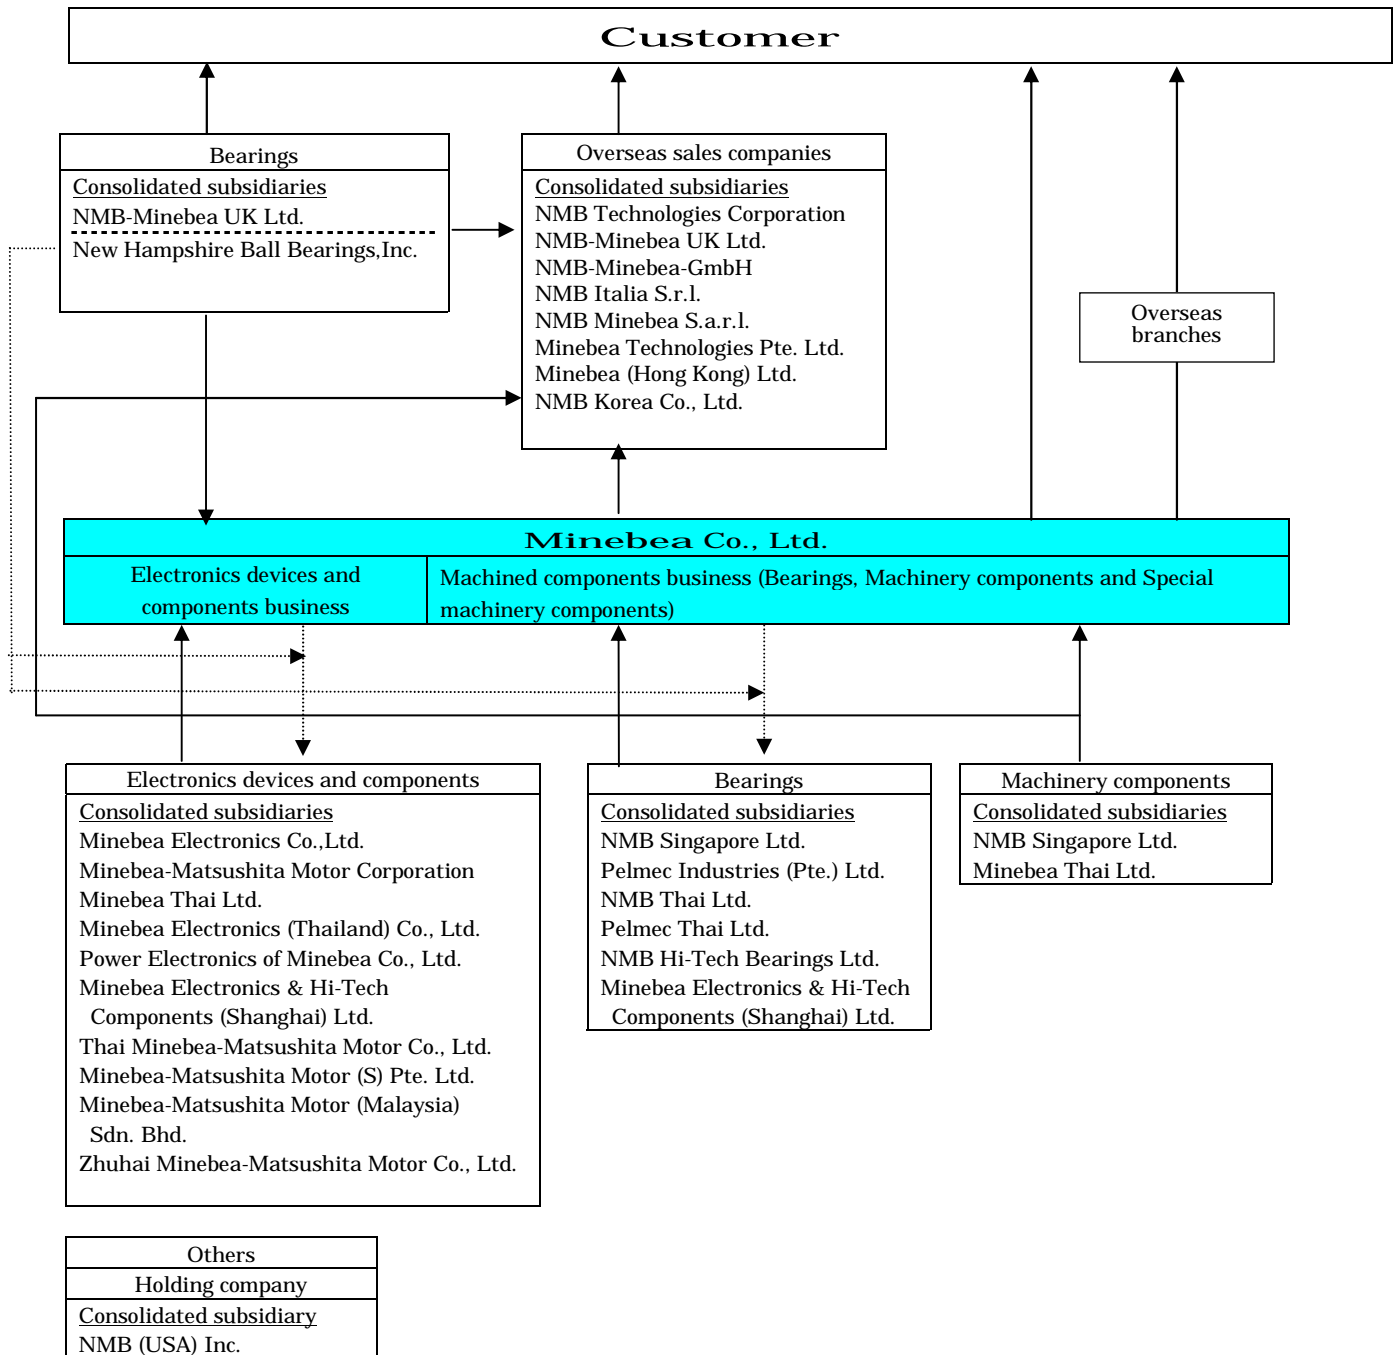 Customer
Bearings
Consolidated subsidiaries
NMB-Minebea UK Ltd.
New Hampshire Ball Bearings,Inc.
Overseas sales companies
Consolidated subsidiaries
NMB Technologies Corporation
NMB-Minebea UK Ltd.
NMB-Minebea-GmbH
NMB Italia S.r.l.
NMB Minebea S.a.r.l.
Minebea Technologies Pte. Ltd.
Minebea (Hong Kong) Ltd.
NMB Korea Co., Ltd.
Overseas
branches
Minebea Co., Ltd.
Electronics devices and
components business
Machined components business (Bearings, Machinery components and Special
machinery components)
Electronics devices and components
Consolidated subsidiaries
Minebea Electronics Co.,Ltd.
Minebea-Matsushita Motor Corporation
Minebea Thai Ltd.
Minebea Electronics (Thailand) Co., Ltd.
Power Electronics of Minebea Co., Ltd.
Minebea Electronics & Hi-Tech
Components (Shanghai) Ltd.
Thai Minebea-Matsushita Motor Co., Ltd.
Minebea-Matsushita Motor (S) Pte. Ltd.
Minebea-Matsushita Motor (Malaysia)
Sdn. Bhd.
Zhuhai Minebea-Matsushita Motor Co., Ltd.
Bearings
Consolidated subsidiaries
NMB Singapore Ltd.
Pelmec Industries (Pte.) Ltd.
NMB Thai Ltd.
Pelmec Thai Ltd.
NMB Hi-Tech Bearings Ltd.
Minebea Electronics & Hi-Tech
Components (Shanghai) Ltd.
Machinery components
Consolidated subsidiaries
NMB Singapore Ltd.
Minebea Thai Ltd.
Others
Holding company
Consolidated subsidiary
NMB (USA) Inc.